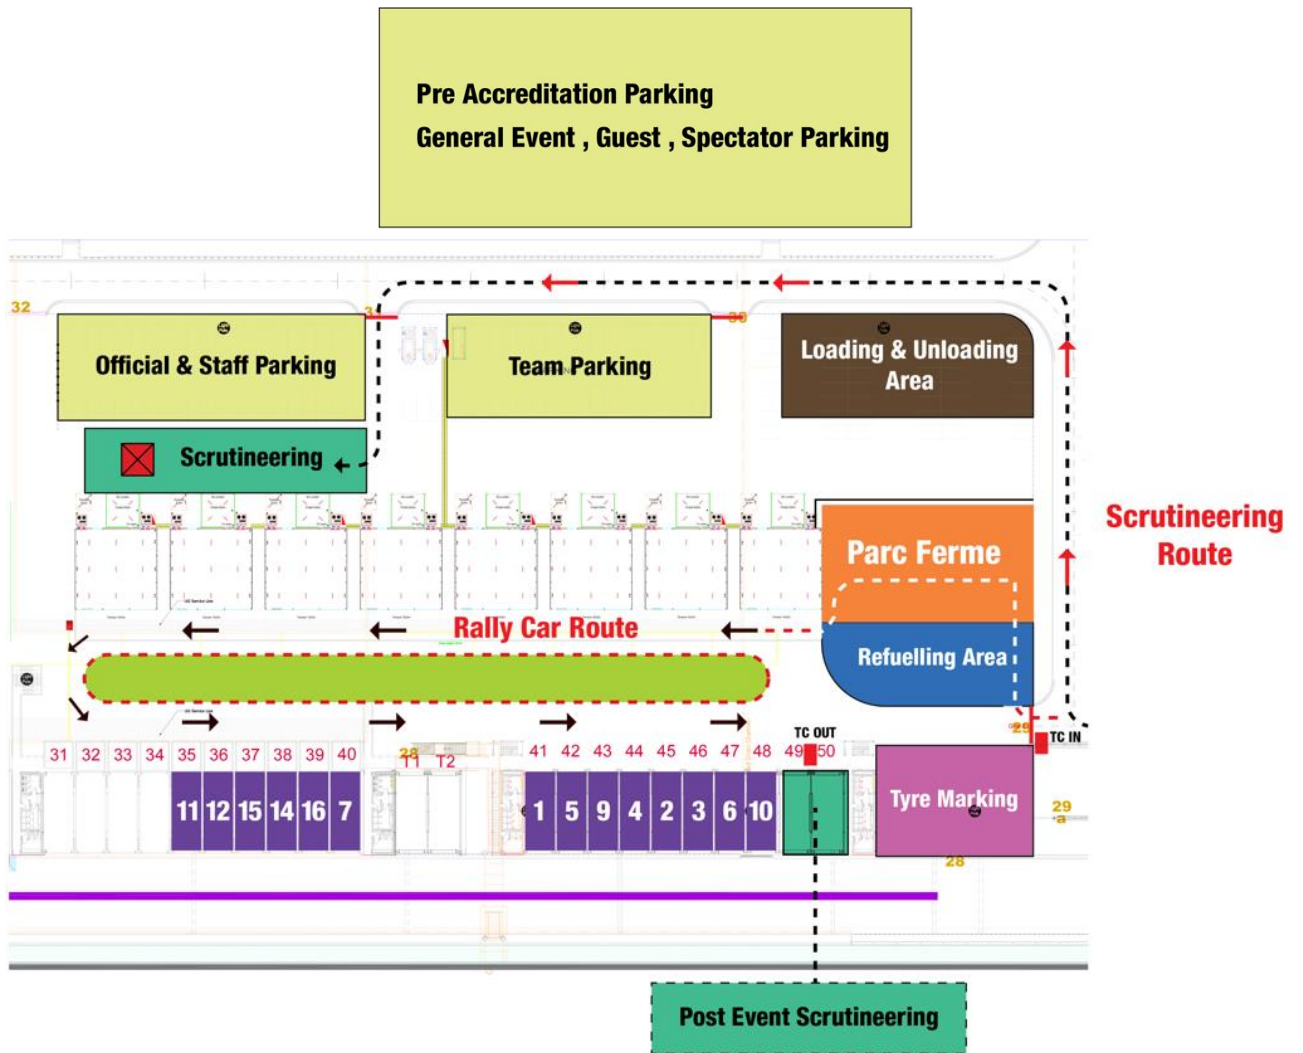 Pre Accreditation Parking
General Event , Guest , Spectator Parking
32
30
Official & Staff Parking
Team Parking
Loading & Unloading
Area
Scrutineering
Scrutineering
Route
Parc Ferme
Rally Car Route
Refuelling Area
TC OUT
29
TC IN
31 32 33 34 35 36 37 38 39 40
28
T1 T2
41 42 43 44 45 46 47 48 49 50
11 12 15 14 16 7
1 5 9 4 2 3 6 10
Tyre Marking
29
a
28
Post Event Scrutineering